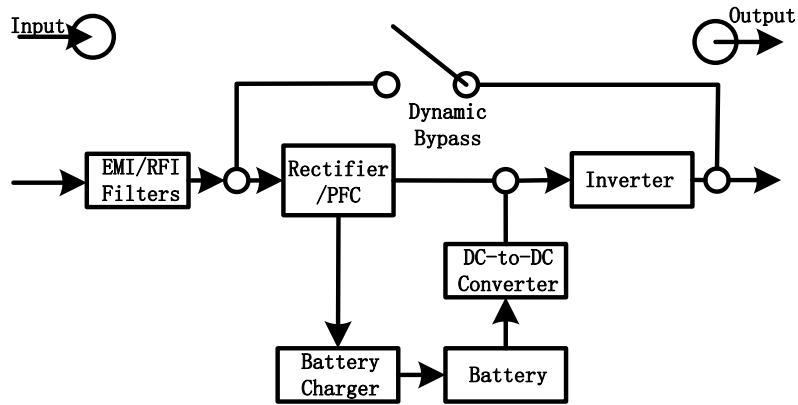 Input
Output
Dynamic
Bypass
EMI/RFI
Filters
Rectifier
/PFC
Inverter
DC-to-DC
Converter
Battery
Charger
Battery